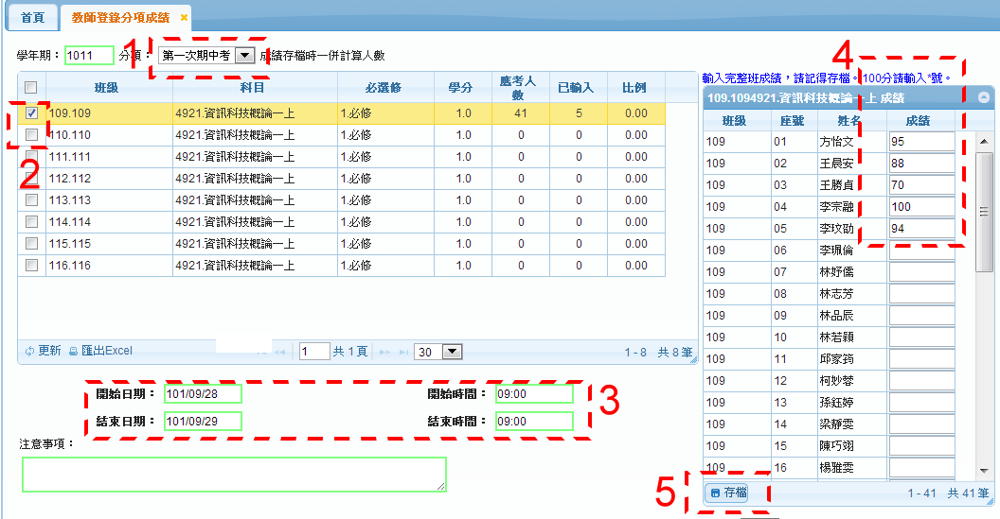 首頁 教師登錄分項成績 ×
1 4
學年期： 1011 分項： 第一次期中考 成績存檔時一併計算人數
輸入完整班成績，請記得存檔。100分請輸入*號。
班級 科目 必選修 學分 應考人數 已輸入 比例
109.109 4921.資訊科技概論一上 1.必修 1.0 41 5 0.00
110.110 4921.資訊科技概論一上 1.必修 1.0 0 0 0.00
111.111 4921.資訊科技概論一上 1.必修 1.0 0 0 0.00
112.112 4921.資訊科技概論一上 1.必修 1.0 0 0 0.00
113.113 4921.資訊科技概論一上 1.必修 1.0 0 0 0.00
114.114 4921.資訊科技概論一上 1.必修 1.0 0 0 0.00
115.115 4921.資訊科技概論一上 1.必修 1.0 0 0 0.00
116.116 4921.資訊科技概論一上 1.必修 1.0 0 0 0.00
2
更新 匯出Excel 1 共 1 頁 30 1 - 8 共 8 筆
開始日期： 101/09/28 開始時間： 09:00
結束日期： 101/09/29 結束時間： 09:00
3
注意事項：
109.1094921.資訊科技概論一上 成績
班級 座號 姓名 成績
109 01 方怡文 95
109 02 王晨安 88
109 03 王勝貞 70
109 04 李宗融 100
109 05 李玟劭 94
109 06 李珮倫
109 07 林妤儒
109 08 林志芳
109 09 林品辰
109 10 林若穎
109 11 邱家筠
109 12 柯妙蓉
109 13 孫鈺婷
109 14 梁靜雯
109 15 陳巧翊
109 16 楊雅雯
5
存檔 1 - 41 共 41 筆